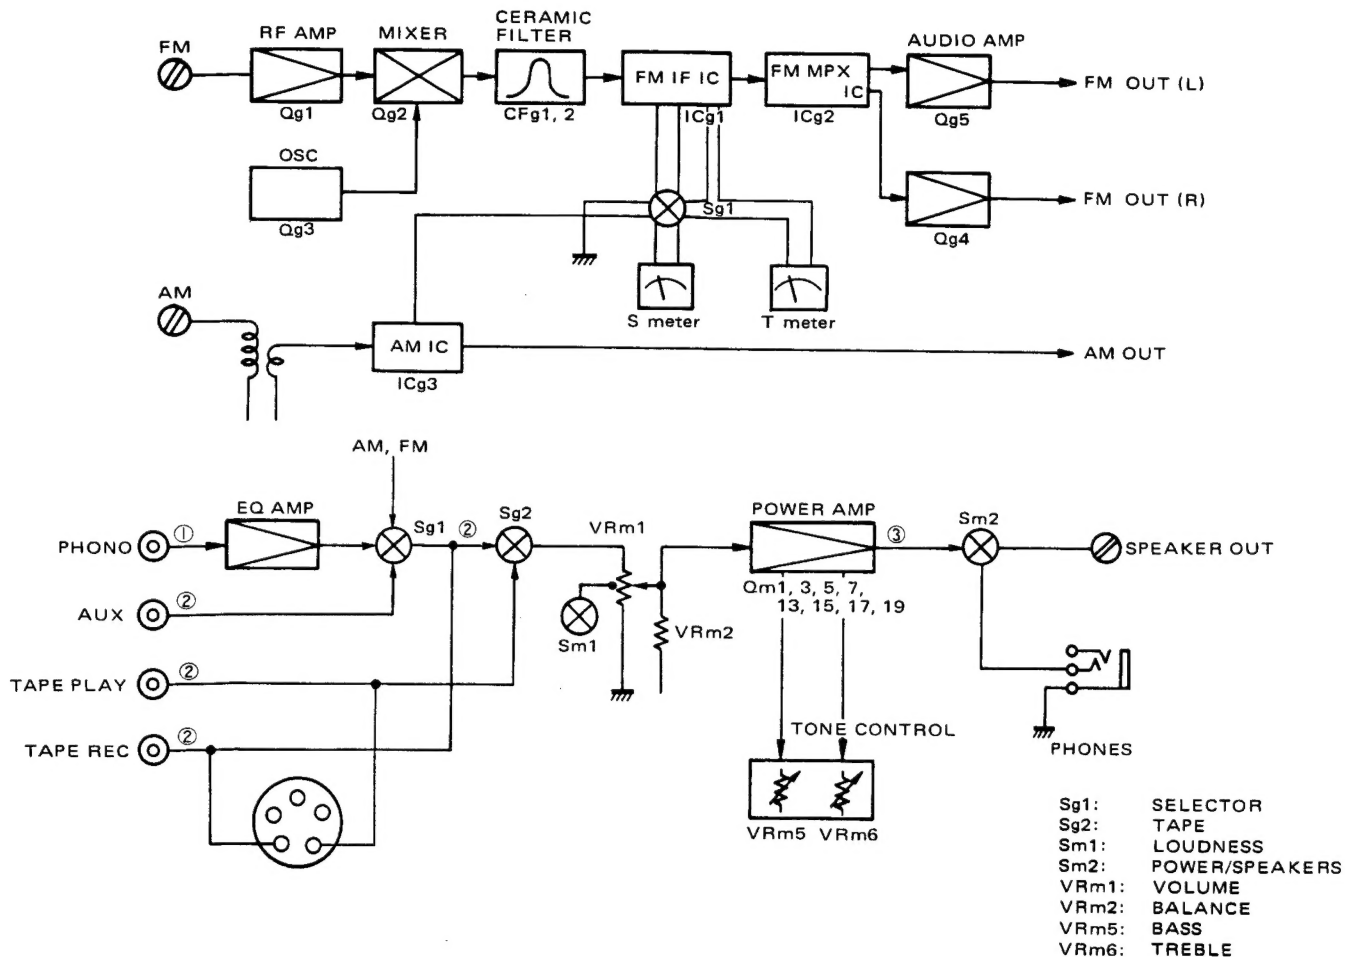 FM
RF AMP
Qg1
MIXER
Qg2
CERAMIC
FILTER
CFg1, 2
FM IF IC
ICg1
FM MPX
IC
ICg2
AUDIO AMP
Qg5
FM OUT (L)
OSC
Qg3
Sg1
Qg4
FM OUT (R)
S meter
T meter
AM
AM IC
ICg3
AM OUT
AM, FM
PHONO
①
EQ AMP
Sg1
②
Sg2
VRm1
POWER AMP
③
Sm2
SPEAKER OUT
Qm1, 3, 5, 7,
13, 15, 17, 19
AUX
②
Sm1
VRm2
TAPE PLAY
②
TAPE REC
②
TONE CONTROL
VRm5
VRm6
PHONES
Sg1: SELECTOR
Sg2: TAPE
Sm1: LOUDNESS
Sm2: POWER/SPEAKERS
VRm1: VOLUME
VRm2: BALANCE
VRm5: BASS
VRm6: TREBLE